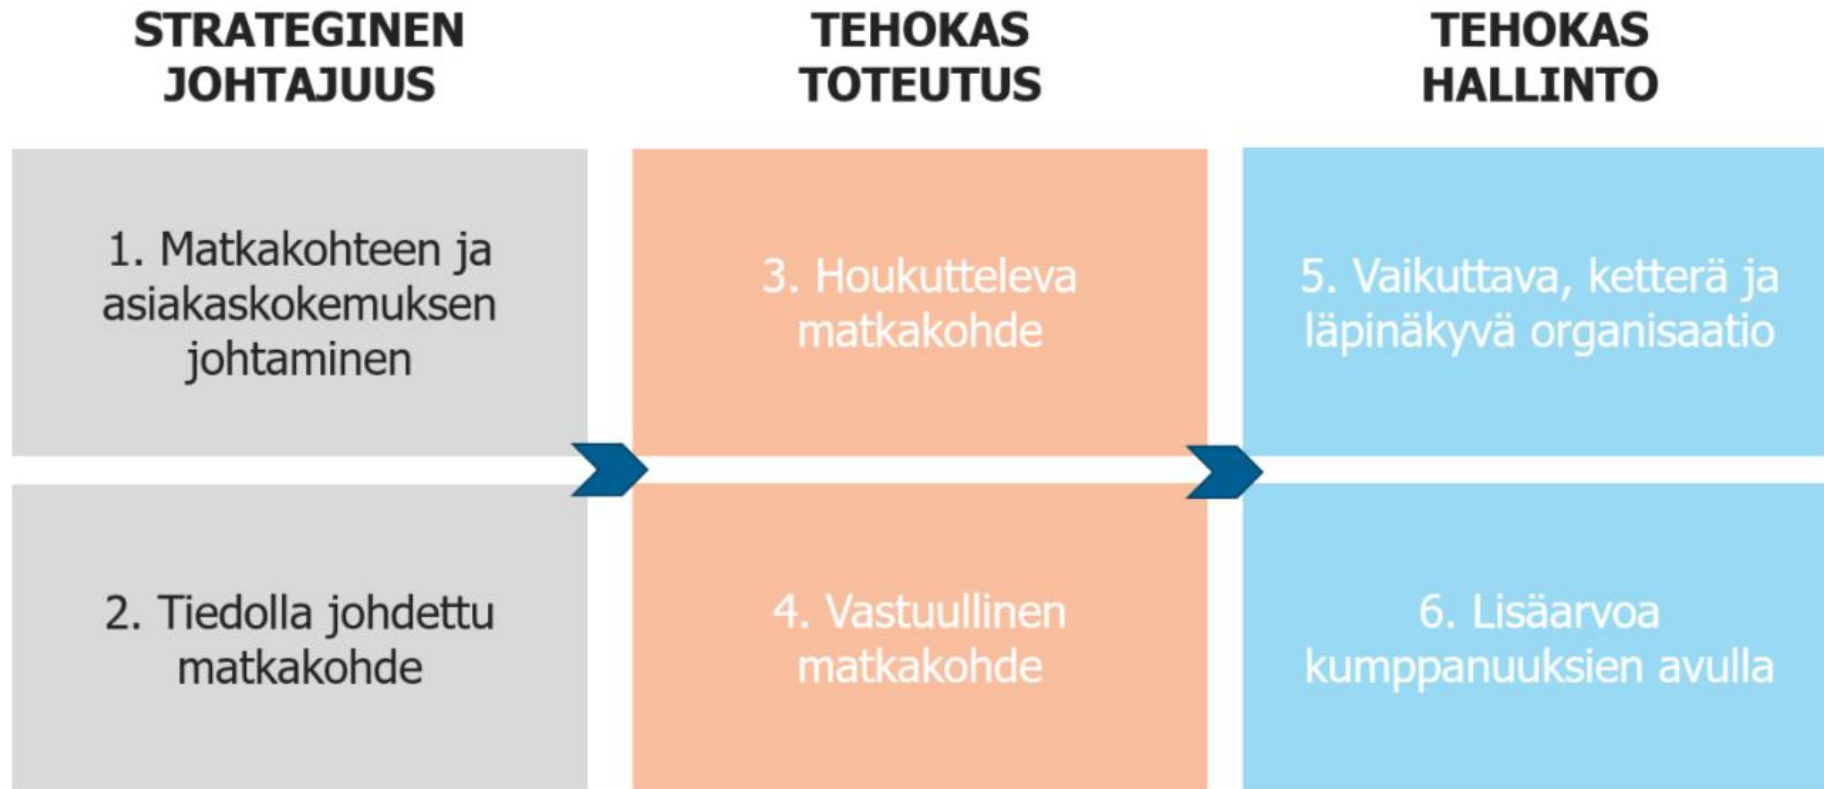 STRATEGINEN
JOHTAJUUS
TEHOKAS
TOTEUTUS
TEHOKAS
HALLINTO
1. Matkakohteen ja
asiakaskokemuksen
johtaminen
3. Houkutteleva
matkakohde
5. Vaikuttava, ketterä ja
läpinäkyvä organisaatio
2. Tiedolla johdettu
matkakohde
4. Vastuullinen
matkakohde
6. Lisäarvoa
kumppanuuksien avulla